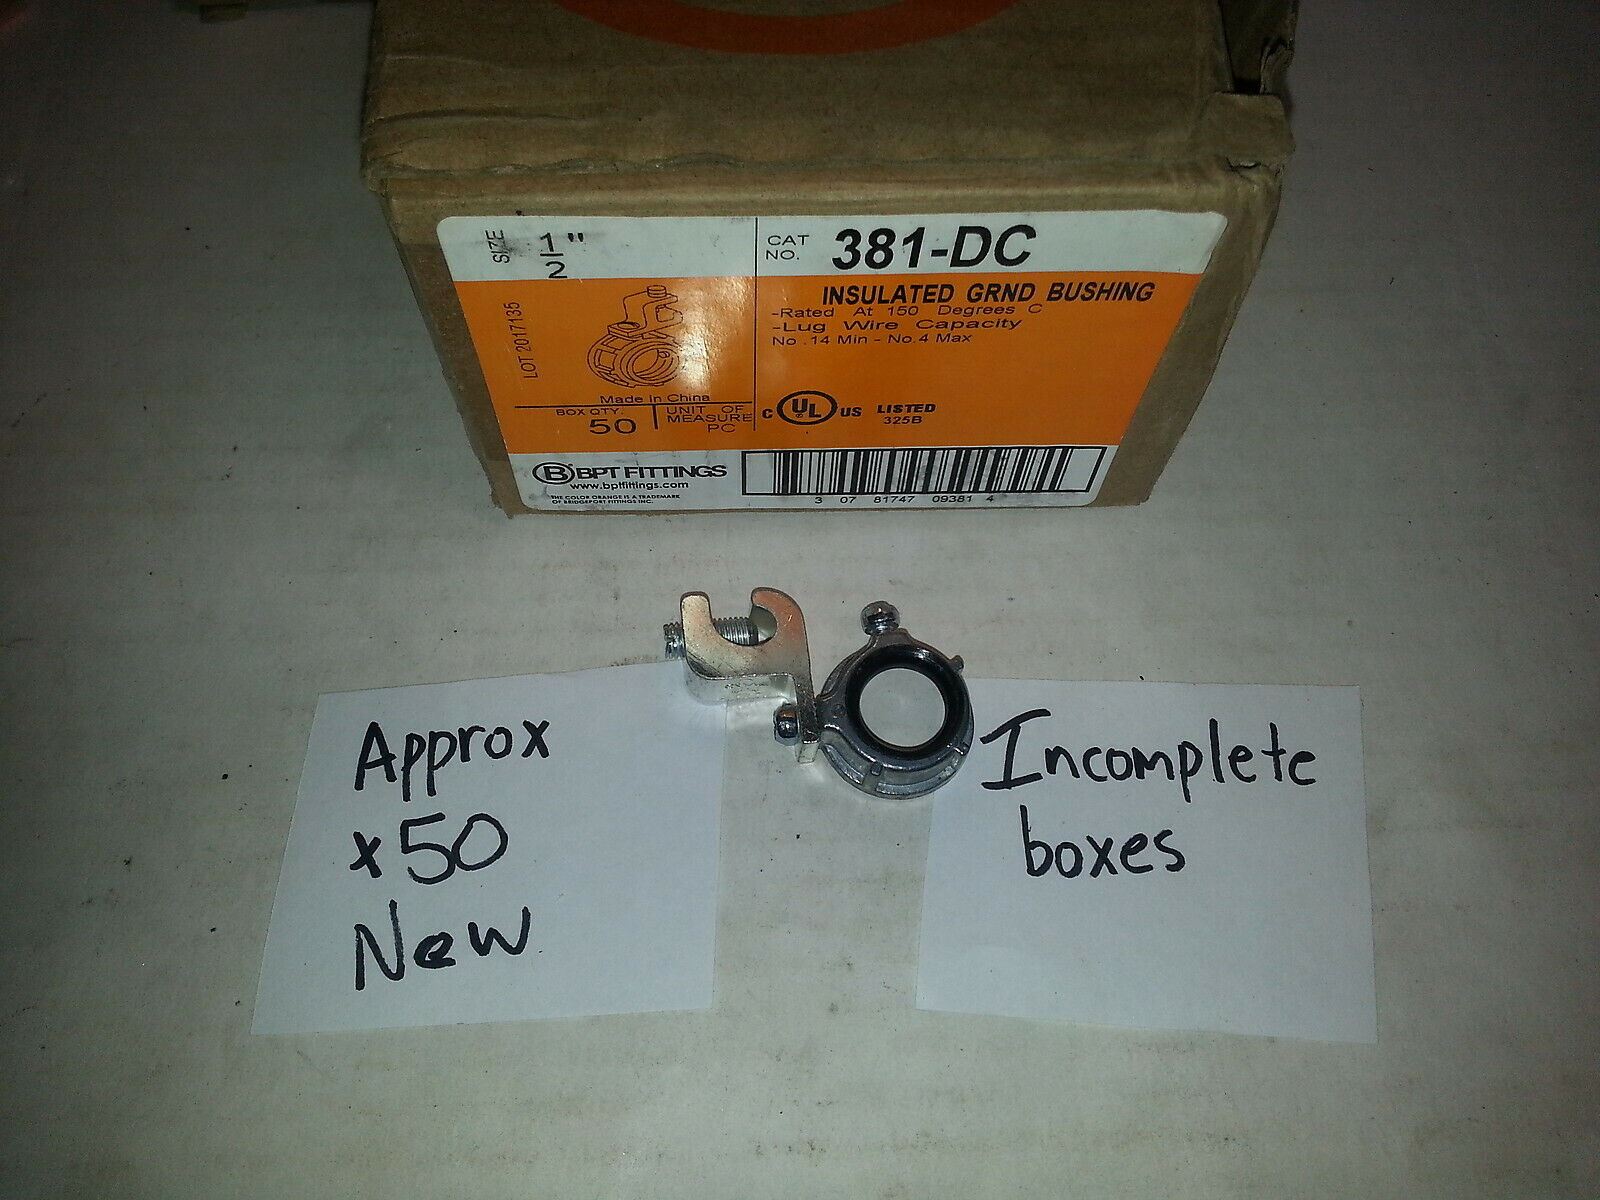 SIZE 1/2"
CAT NO. 381-DC
LOT 2017135
INSULATED GRND BUSHING
-Rated At 150 Degrees C
-Lug Wire Capacity
No .14 Min - No.4 Max
Made In China
BOX QTY. 50
UNIT OF MEASURE PC
C UL US LISTED
325B
B BPT FITTINGS
www.bptfittings.com
THE COLOR ORANGE IS A TRADEMARK
OF BRIDGEPORT FITTINGS INC.
3 07 81747 09381 4
Approx
x50
New
Incomplete
boxes